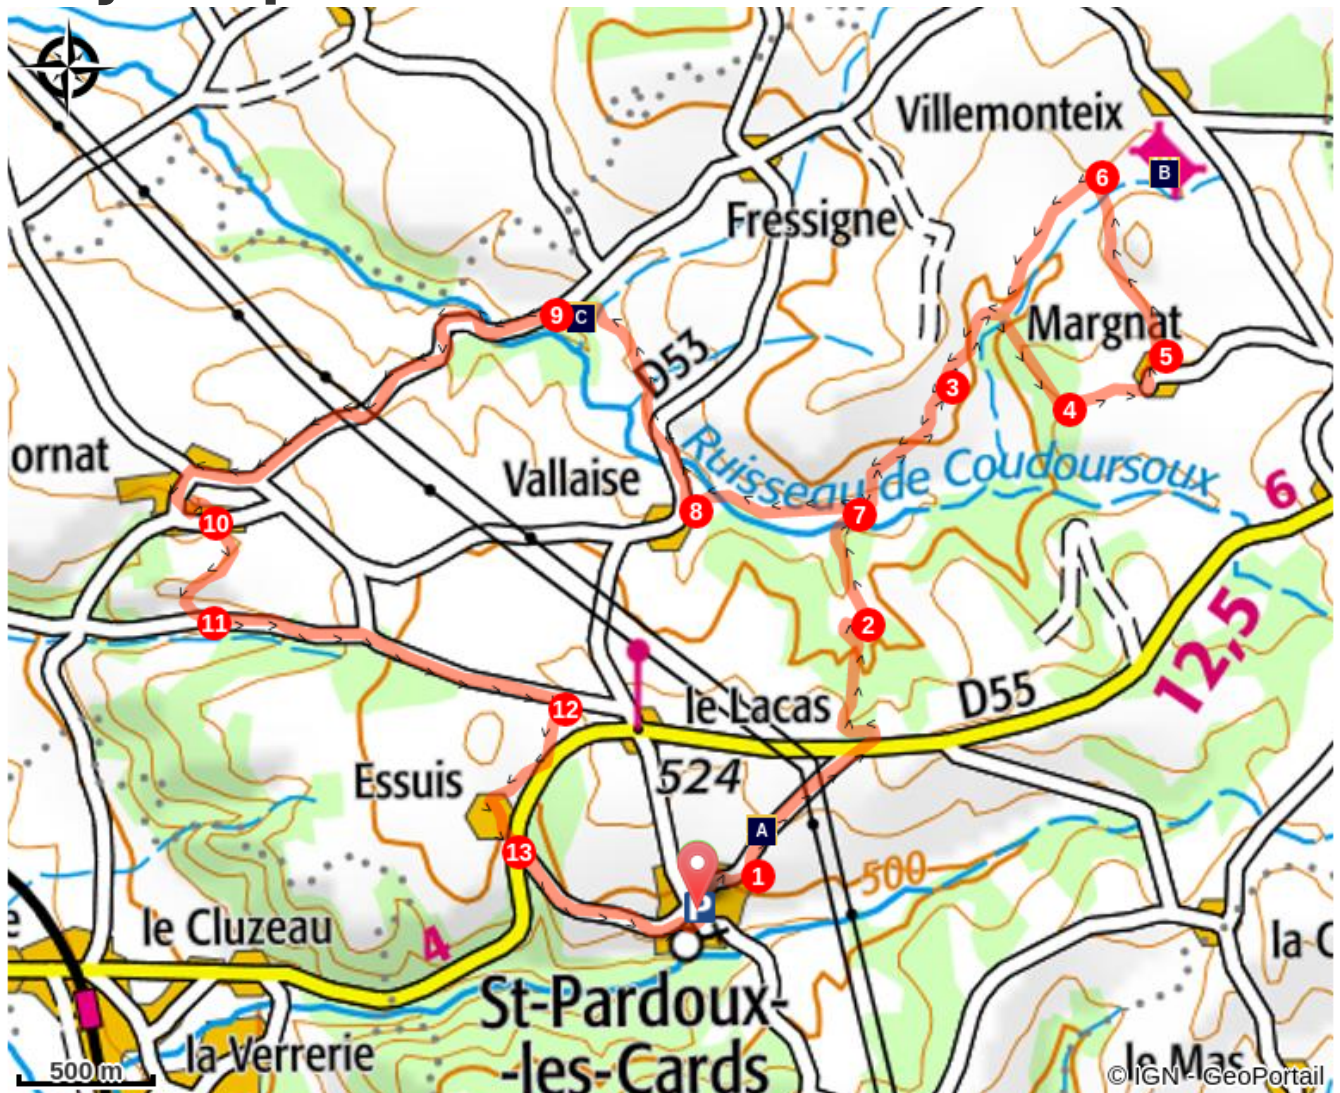 Villemonteix
B
6
Fressigne
Margnat
9
C
5
D53
3
4
ornat
Vallaise
Ruisseau de Coudoursoux
6
8
7
10
11
2
12,5
12
le Lacas
D55
524
Essuis
A
13
1
500
P
e
le Cluzeau
4
la C
St-Pardoux-
-les-Cards
la Verrerie
le Mas
500 m
© IGN - GeoPortail